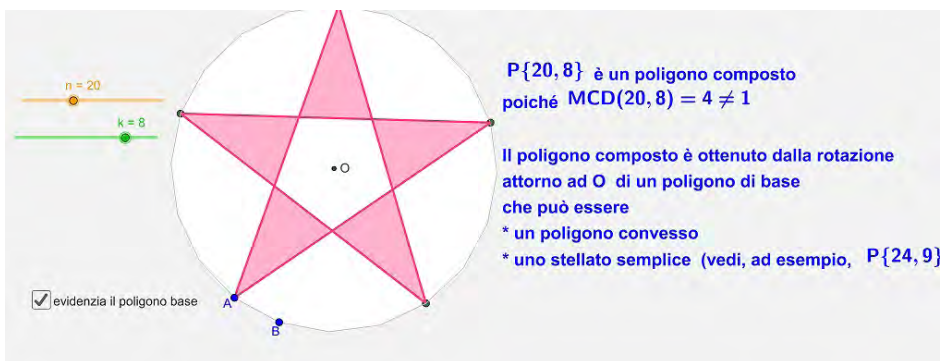 n = 20
k = 8
P{20, 8} è un poligono composto
poiché MCD(20, 8) = 4 ≠ 1
O
Il poligono composto è ottenuto dalla rotazione
attorno ad O di un poligono di base
che può essere
* un poligono convesso
* uno stellato semplice (vedi, ad esempio, P{24, 9}
evidenzia il poligono base
A
B